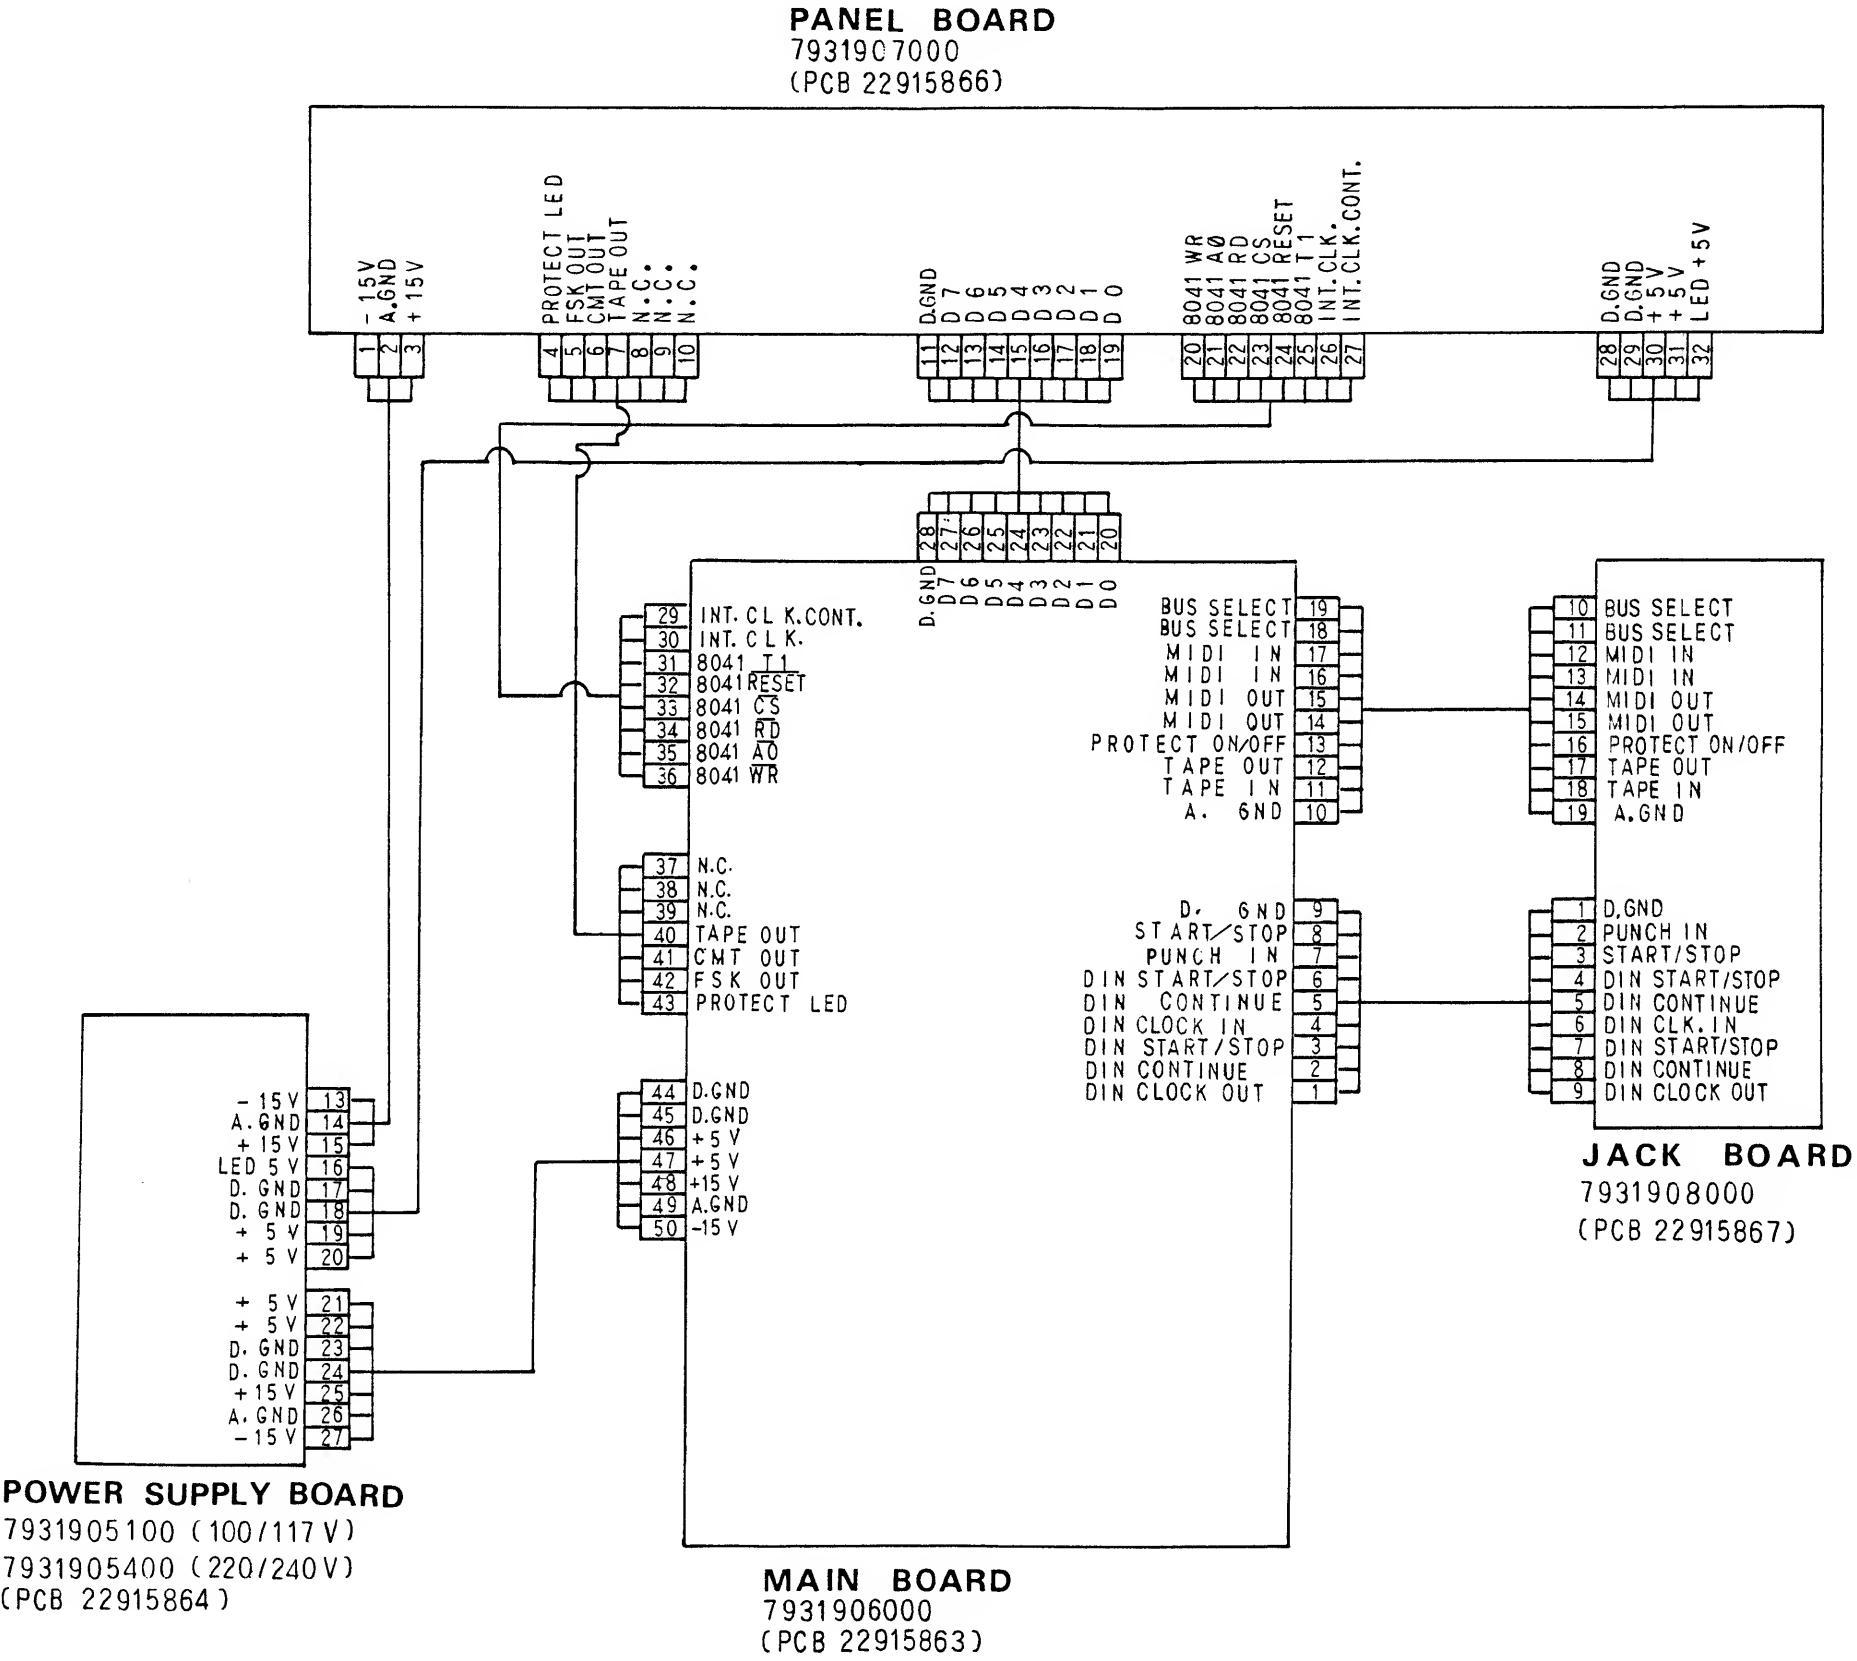 PANEL BOARD
7931907000
(PCB 22915866)
-15V
A.GND
+15V
PROTECT LED
FSK OUT
CMT OUT
TAPE OUT
N.C.
N.C.
N.C.
D.GND
D7
D6
D5
D4
D3
D2
D1
D0
8041 WR
8041 AØ
8041 RD
8041 CS
8041 RESET
8041 T1
INT.CLK.
INT.CLK.CONT.
D.GND
D.GND
+5V
+5V
LED +5V
1 2 3
4 5 6 7 8 9 10
11 12 13 14 15 16 17 18 19
20 21 22 23 24 25 26 27
28 29 30 31 32
28 27 26 25 24 23 22 21 20
D.GND
D7
D6
D5
D4
D3
D2
D1
D0
29 INT.CLK.CONT.
30 INT.CLK.
31 8041 T1
32 8041 RESET
33 8041 CS
34 8041 RD
35 8041 A0
36 8041 WR
37 N.C.
38 N.C.
39 N.C.
40 TAPE OUT
41 CMT OUT
42 FSK OUT
43 PROTECT LED
44 D.GND
45 D.GND
46 +5V
47 +5V
48 +15V
49 A.GND
50 -15V
BUS SELECT 19
BUS SELECT 18
MIDI IN 17
MIDI IN 16
MIDI OUT 15
MIDI OUT 14
PROTECT ON/OFF 13
TAPE OUT 12
TAPE IN 11
A. GND 10
D. GND 9
START/STOP 8
PUNCH IN 7
DIN START/STOP 6
DIN CONTINUE 5
DIN CLOCK IN 4
DIN START/STOP 3
DIN CONTINUE 2
DIN CLOCK OUT 1
10 BUS SELECT
11 BUS SELECT
12 MIDI IN
13 MIDI IN
14 MIDI OUT
15 MIDI OUT
16 PROTECT ON/OFF
17 TAPE OUT
18 TAPE IN
19 A.GND
1 D.GND
2 PUNCH IN
3 START/STOP
4 DIN START/STOP
5 DIN CONTINUE
6 DIN CLK.IN
7 DIN START/STOP
8 DIN CONTINUE
9 DIN CLOCK OUT
JACK BOARD
7931908000
(PCB 22915867)
-15V 13
A.GND 14
+15V 15
LED 5V 16
D.GND 17
D.GND 18
+ 5V 19
+ 5V 20
+ 5V 21
+ 5V 22
D.GND 23
D.GND 24
+15V 25
A.GND 26
-15V 27
POWER SUPPLY BOARD
7931905100 (100/117V)
7931905400 (220/240V)
(PCB 22915864)
MAIN BOARD
7931906000
(PCB 22915863)